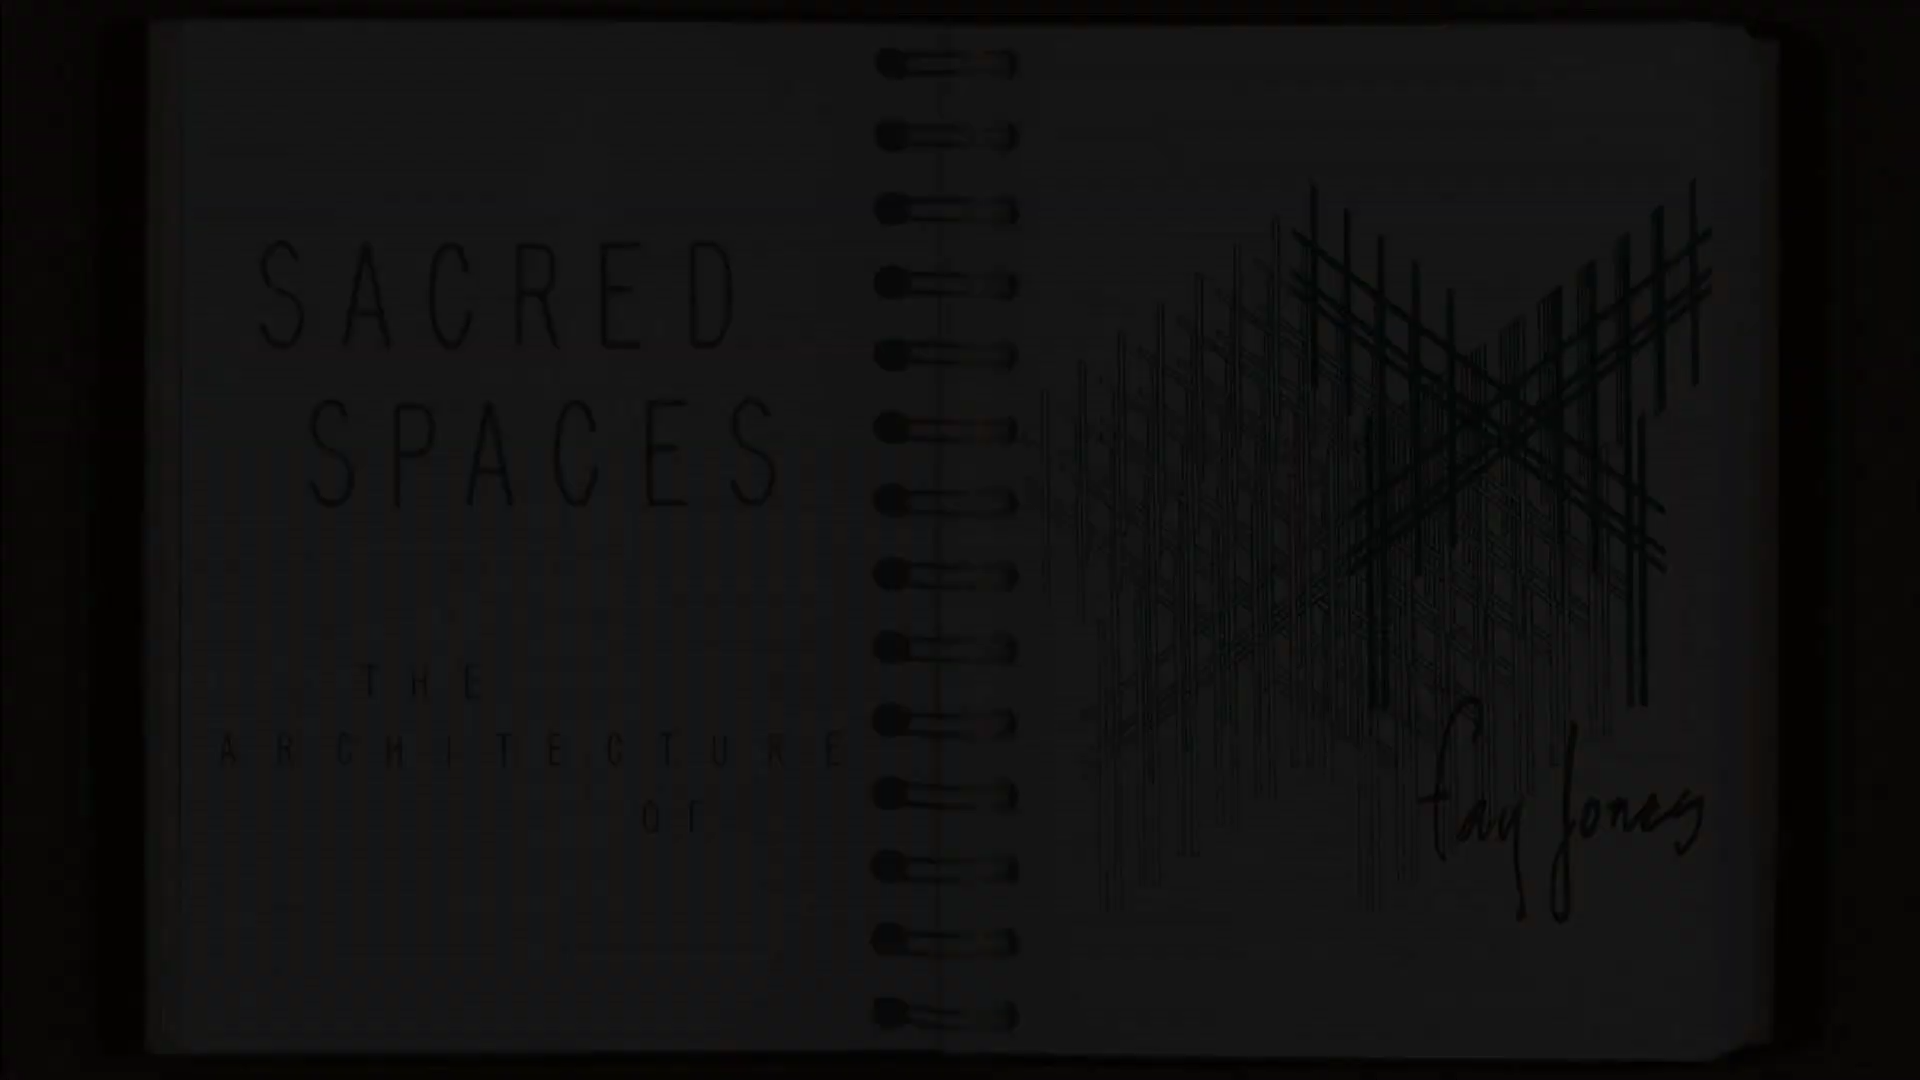 SACRED
SPACES
THE
ARCHITECTURE
OF
fay Jones